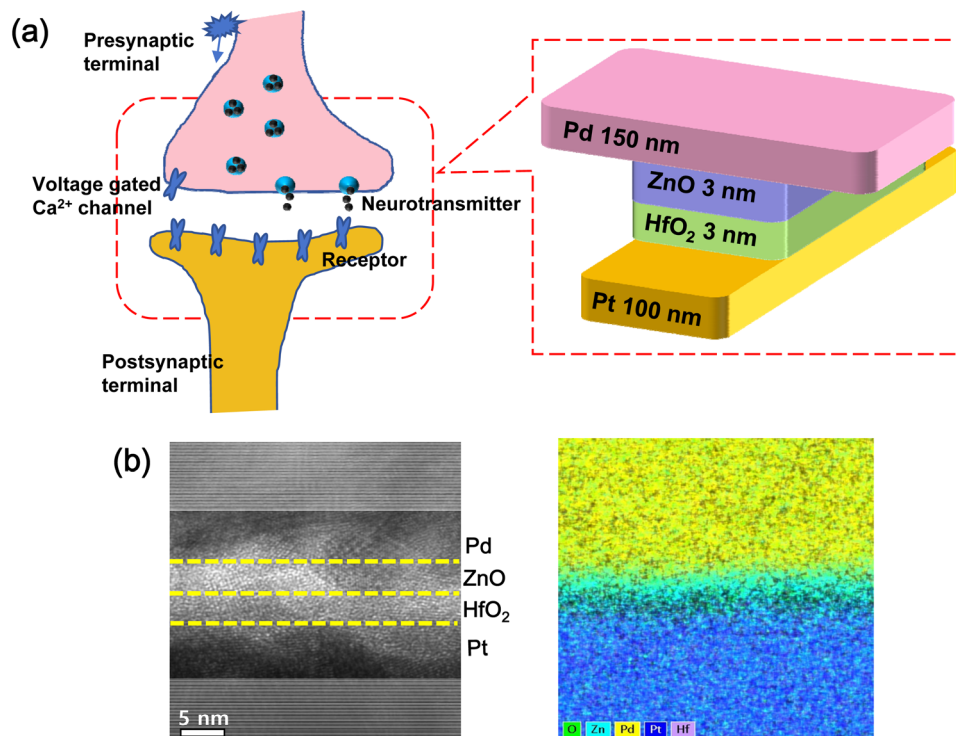 (a)
Presynaptic
terminal
Voltage gated
Ca²⁺ channel
Neurotransmitter
Receptor
Postsynaptic
terminal
Pd 150 nm
ZnO 3 nm
HfO₂ 3 nm
Pt 100 nm
(b)
Pd
ZnO
HfO₂
Pt
5 nm
O Zn Pd Pt Hf